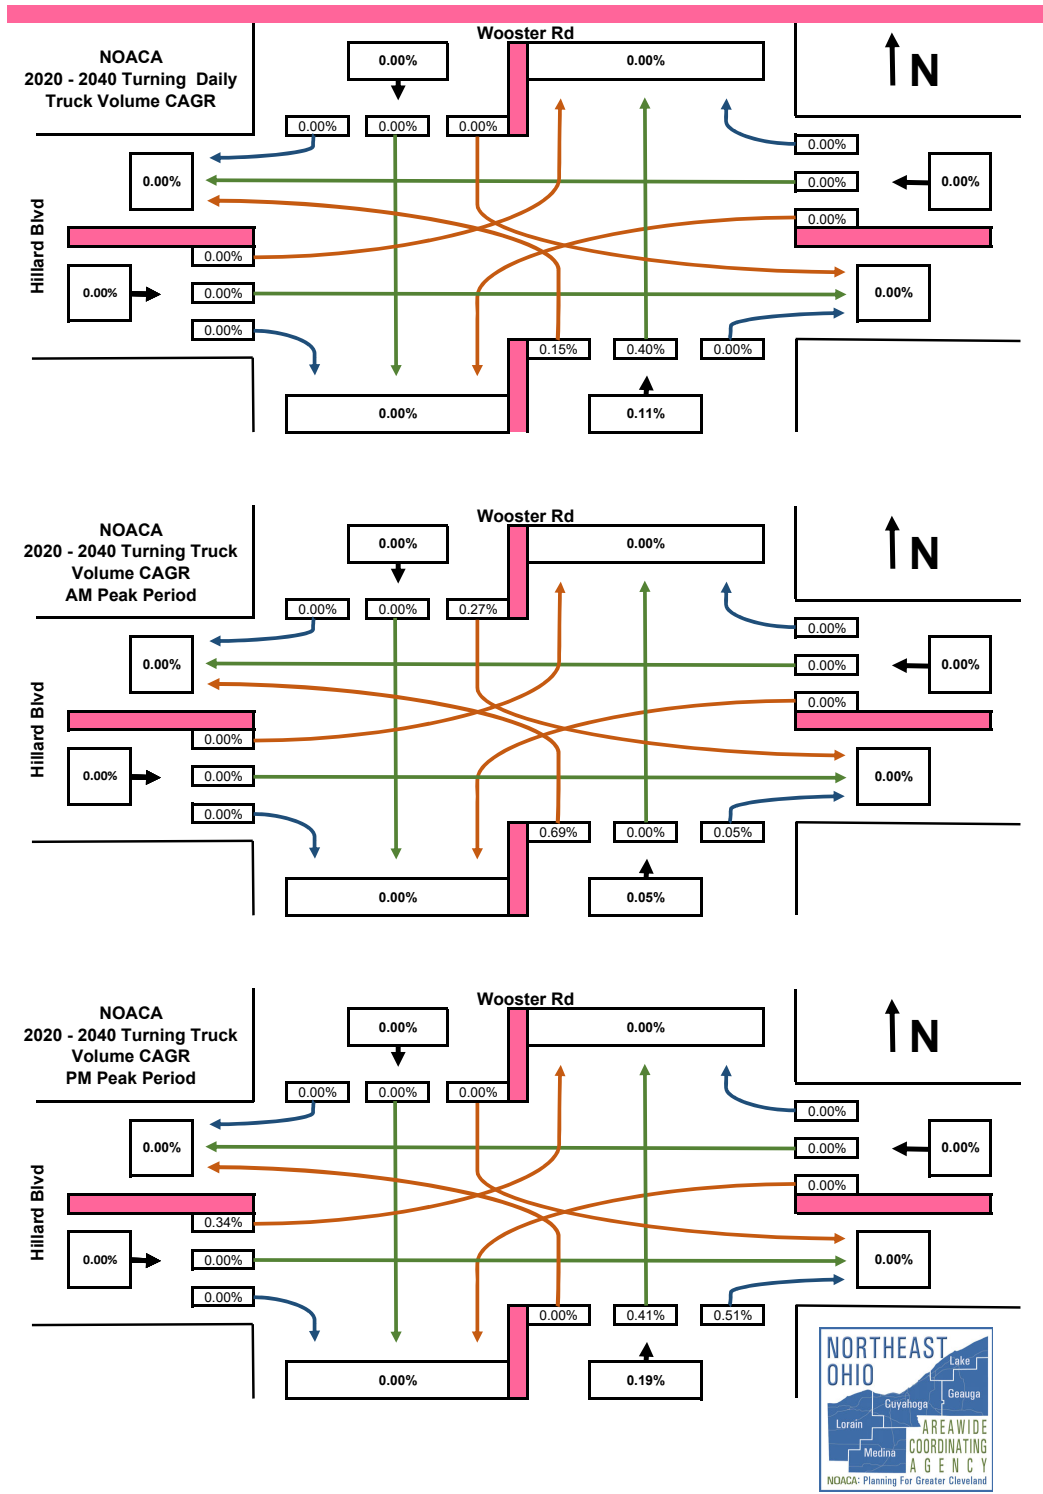 Wooster Rd
NOACA
2020 - 2040 Turning Daily
Truck Volume CAGR
0.00%
0.00%
N
0.00%
0.00%
0.00%
0.00%
0.00%
0.00%
0.00%
0.00%
Hillard Blvd
0.00%
0.00%
0.00%
0.00%
0.00%
0.00%
0.15%
0.40%
0.00%
0.00%
0.11%
Wooster Rd
NOACA
2020 - 2040 Turning Truck
Volume CAGR
AM Peak Period
0.00%
0.00%
N
0.00%
0.00%
0.27%
0.00%
0.00%
0.00%
0.00%
0.00%
Hillard Blvd
0.00%
0.00%
0.00%
0.00%
0.00%
0.69%
0.00%
0.05%
0.00%
0.05%
Wooster Rd
NOACA
2020 - 2040 Turning Truck
Volume CAGR
PM Peak Period
0.00%
0.00%
N
0.00%
0.00%
0.00%
0.00%
0.00%
0.00%
0.00%
0.00%
Hillard Blvd
0.34%
0.00%
0.00%
0.00%
0.00%
0.00%
0.41%
0.51%
0.00%
0.19%
NORTHEAST
OHIO
Lake
Geauga
Cuyahoga
Lorain
Medina
AREAWIDE
COORDINATING
AGENCY
NOACA: Planning For Greater Cleveland